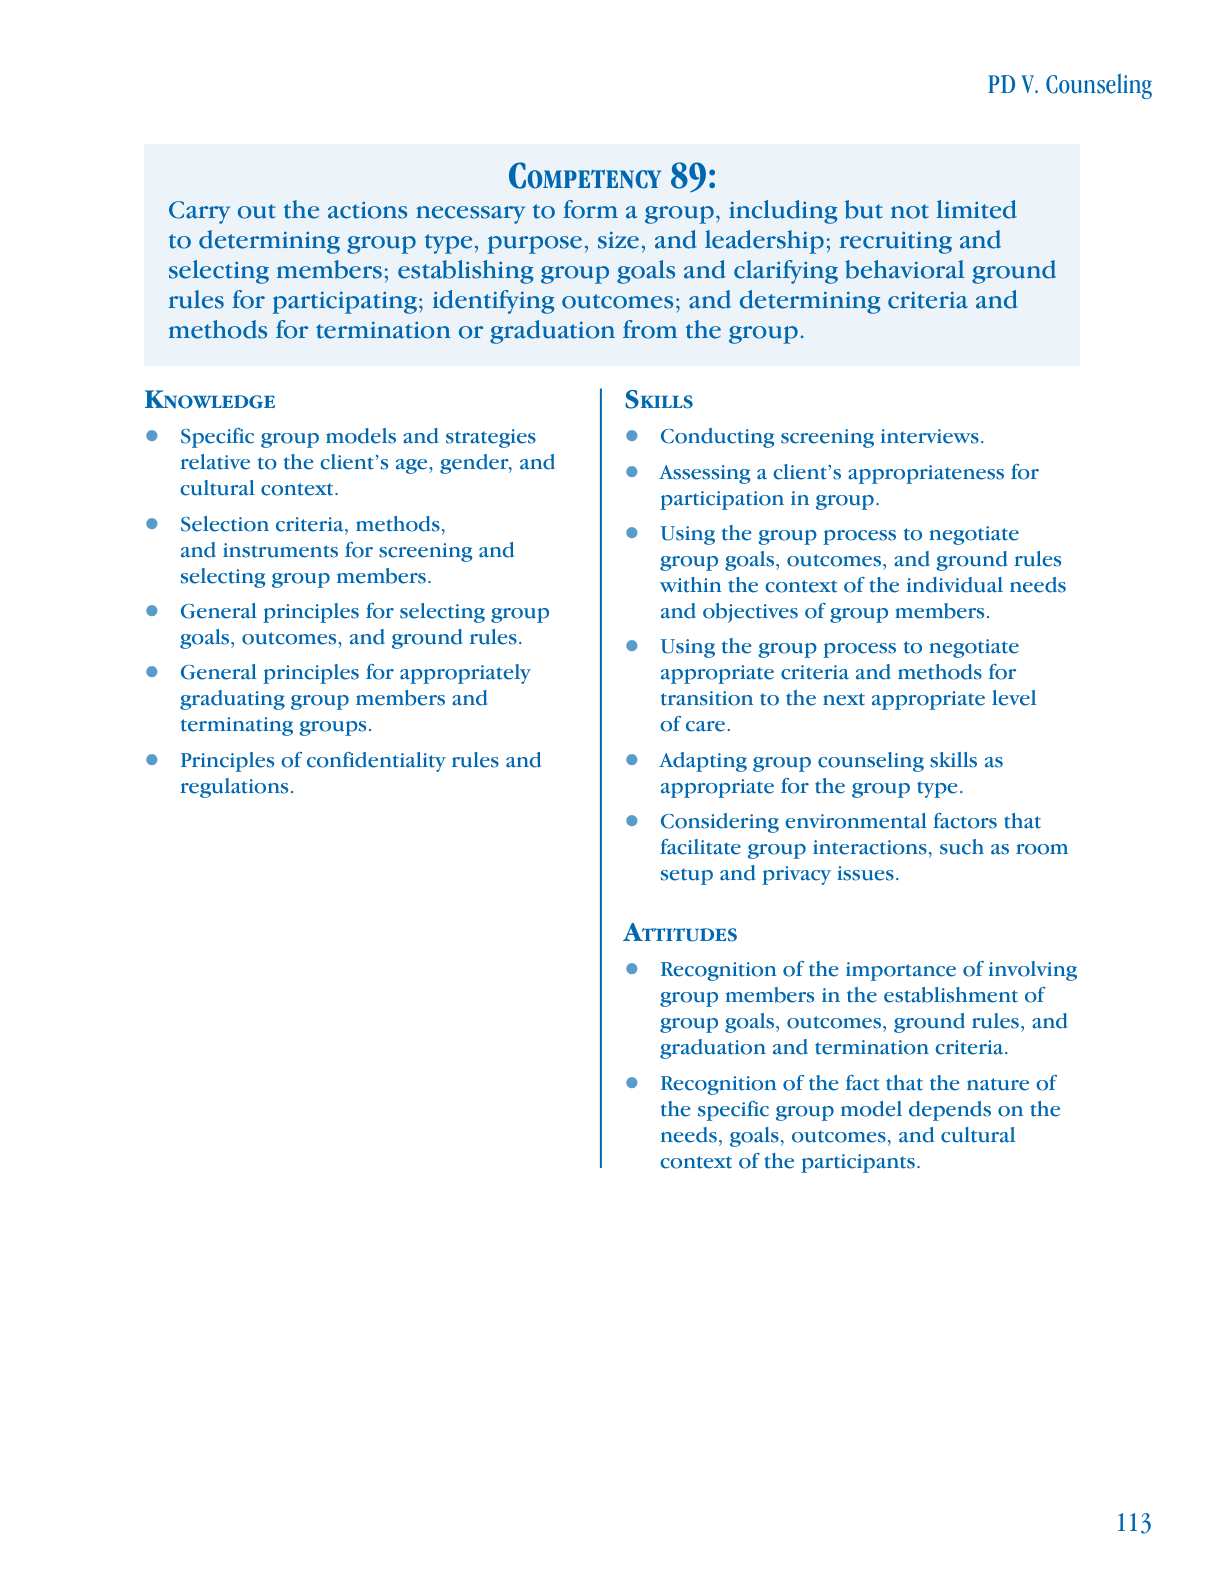 PD V. Counseling
Competency 89:
Carry out the actions necessary to form a group, including but not limited
to determining group type, purpose, size, and leadership; recruiting and
selecting members; establishing group goals and clarifying behavioral ground
rules for participating; identifying outcomes; and determining criteria and
methods for termination or graduation from the group.
Knowledge
● Specific group models and strategies
relative to the client’s age, gender, and
cultural context.
● Selection criteria, methods,
and instruments for screening and
selecting group members.
● General principles for selecting group
goals, outcomes, and ground rules.
● General principles for appropriately
graduating group members and
terminating groups.
● Principles of confidentiality rules and
regulations.
Skills
● Conducting screening interviews.
● Assessing a client’s appropriateness for
participation in group.
● Using the group process to negotiate
group goals, outcomes, and ground rules
within the context of the individual needs
and objectives of group members.
● Using the group process to negotiate
appropriate criteria and methods for
transition to the next appropriate level
of care.
● Adapting group counseling skills as
appropriate for the group type.
● Considering environmental factors that
facilitate group interactions, such as room
setup and privacy issues.
Attitudes
● Recognition of the importance of involving
group members in the establishment of
group goals, outcomes, ground rules, and
graduation and termination criteria.
● Recognition of the fact that the nature of
the specific group model depends on the
needs, goals, outcomes, and cultural
context of the participants.
113